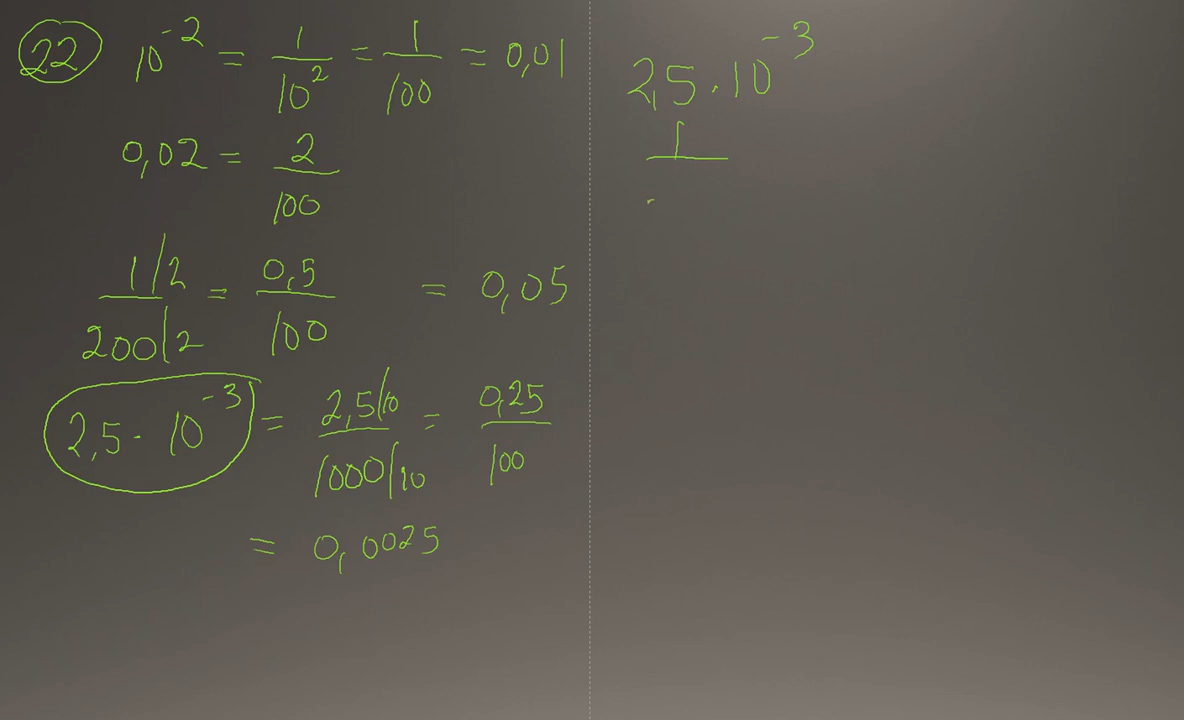 22 10⁻² = 1/10² = 1/100 = 0,01
0,02 = 2/100
1/2 / 200/2 = 0,5/100 = 0,05
2,5 · 10⁻³ = 2,5/10 / 1000/10 = 0,25/100
= 0,0025
2,5 · 10⁻³
1